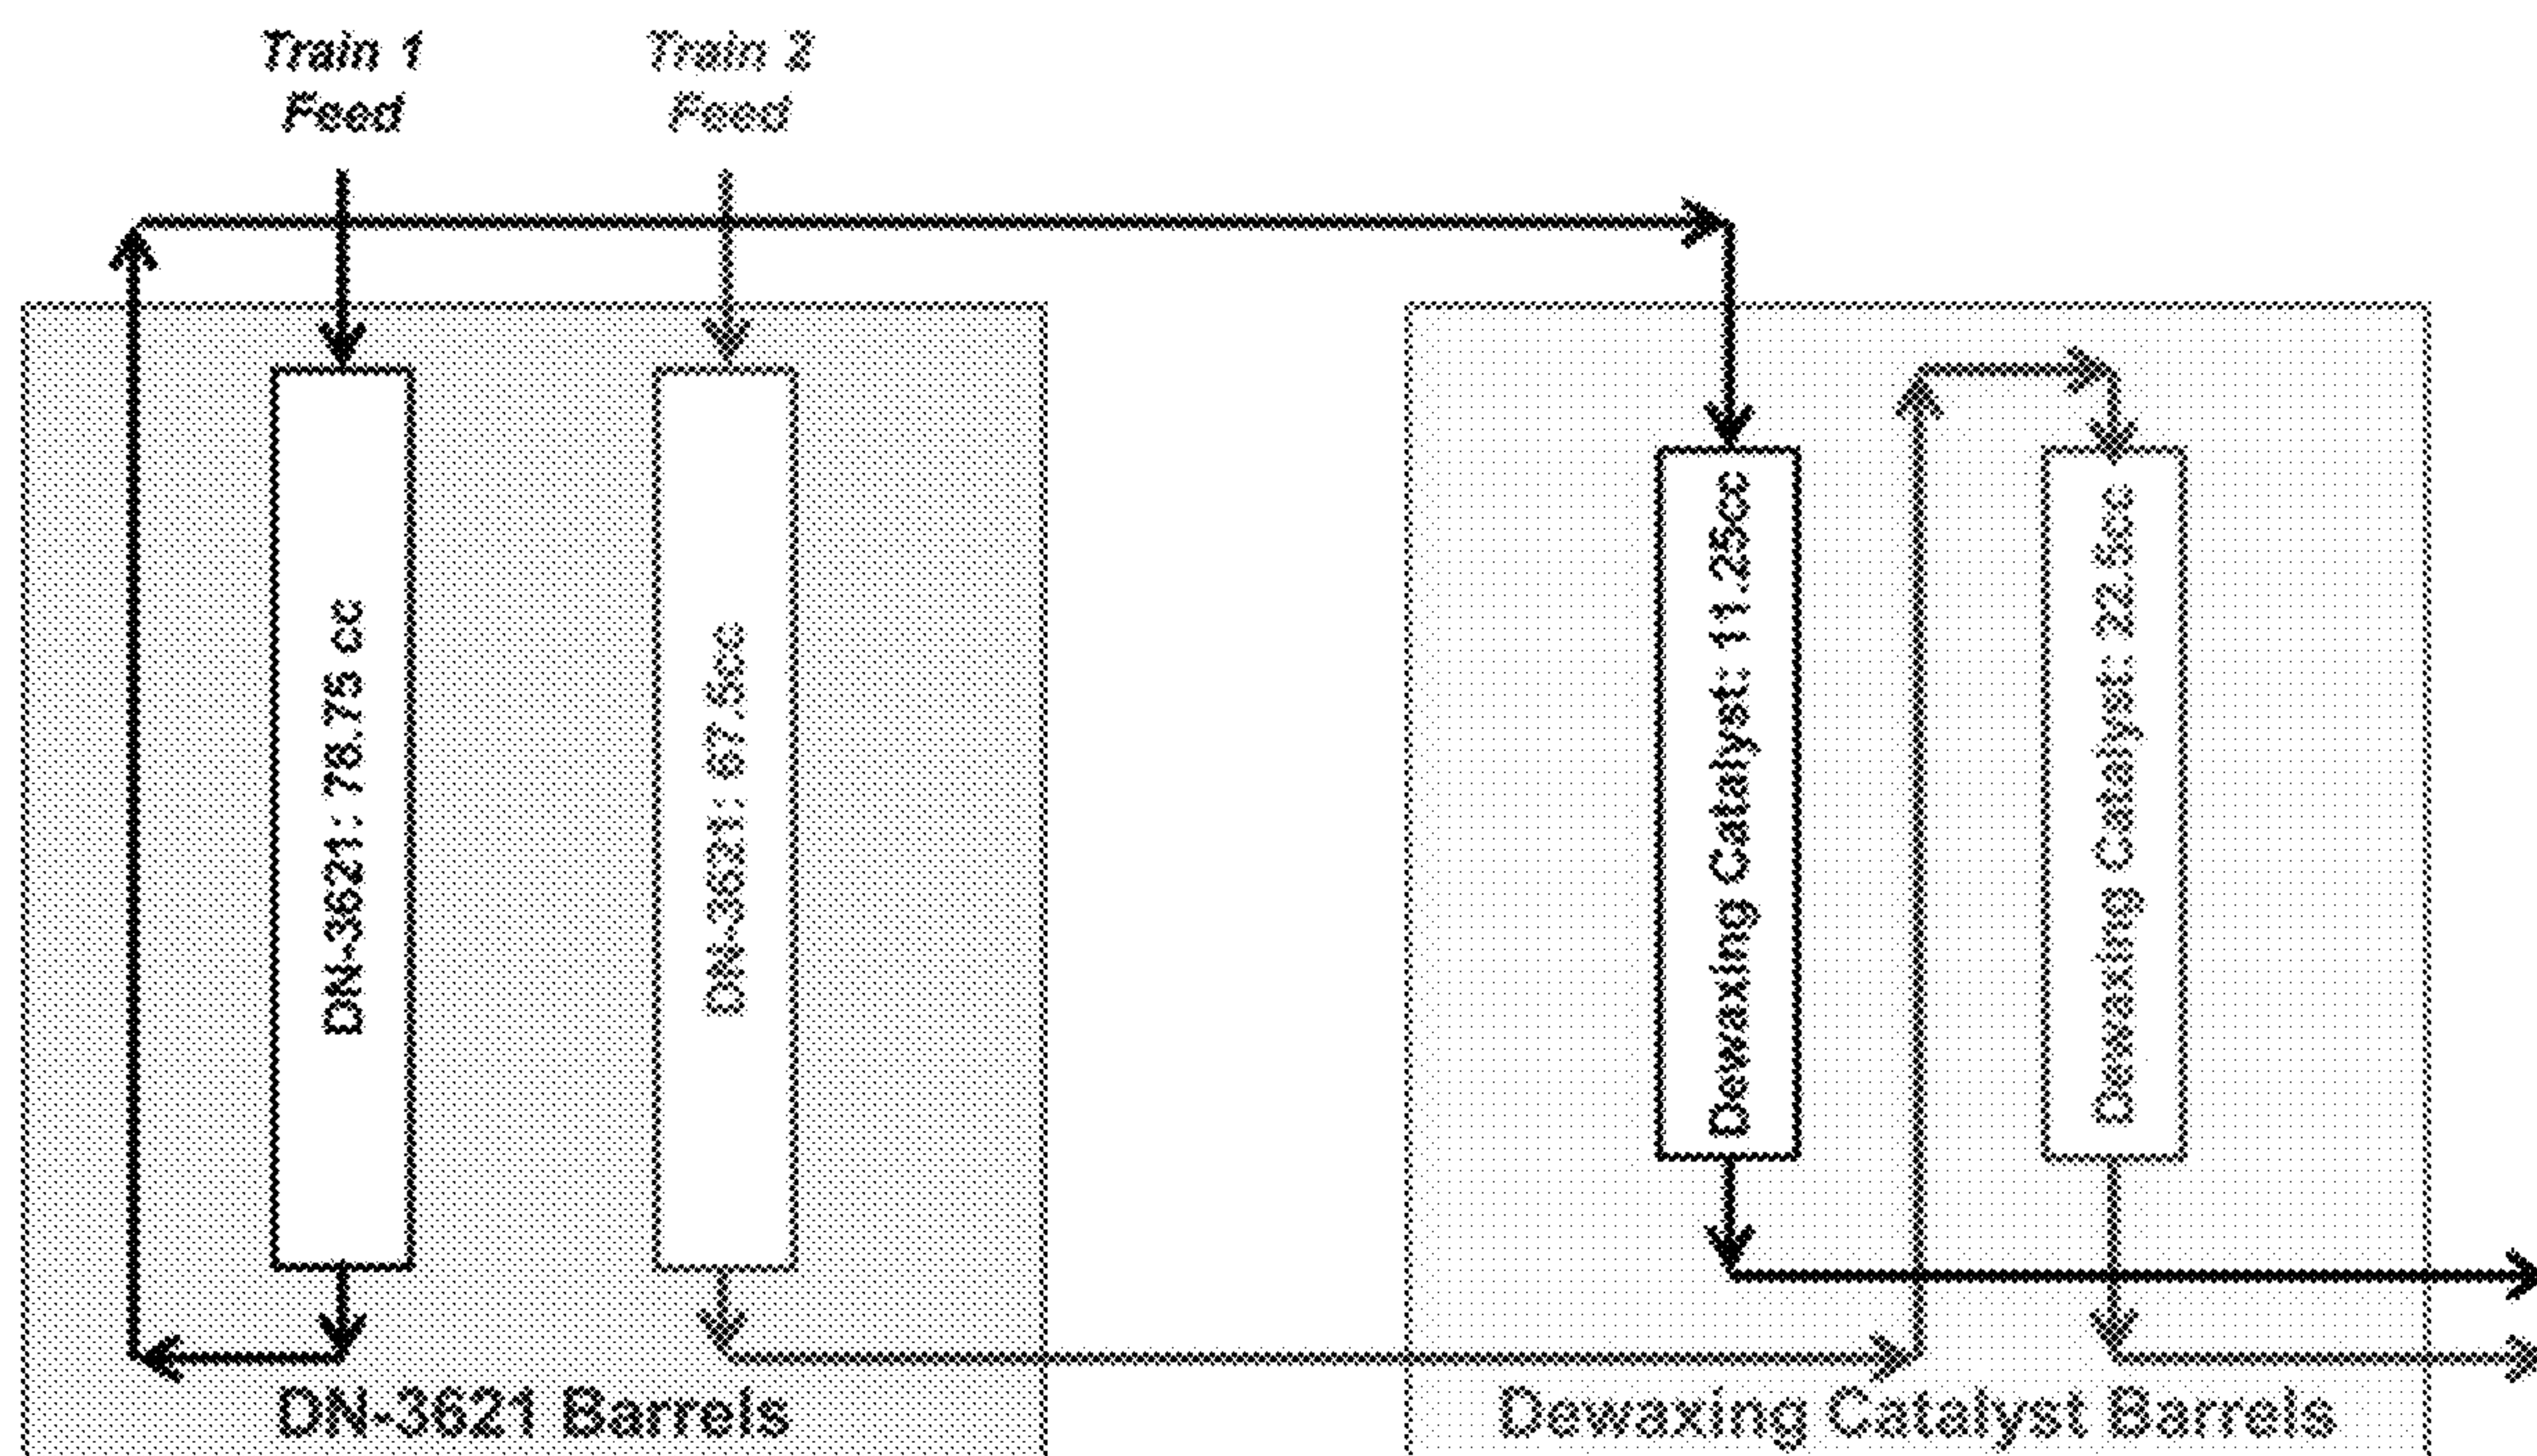 Train 1
Feed
Train 2
Feed
DN-3621: 78.75 cc
DN-3621: 67.5cc
Dewaxing Catalyst: 11.25cc
Dewaxing Catalyst: 22.5cc
DN-3621 Barrels
Dewaxing Catalyst Barrels